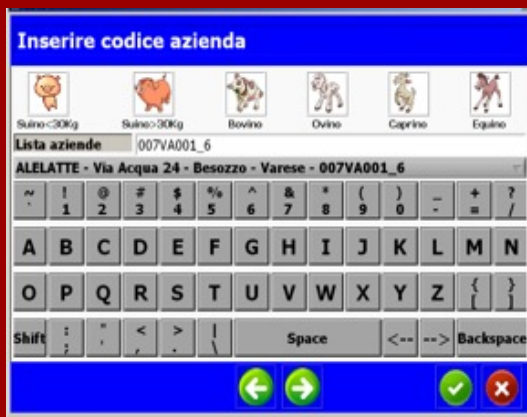 Inserire codice azienda
Suino<30Kg Suino>30Kg Bovino Ovino Caprino Equino
Lista aziende 007VA001_6
ALELATTE - Via Acqua 24 - Besozzo - Varese - 007VA001_6
~ ! @ # $ % ^ & * ( ) _ + ?
` 1 2 3 4 5 6 7 8 9 0 - = /
A B C D E F G H I J K L M N
O P Q R S T U V W X Y Z { }
[ ]
Shift : " < > | Space <-- --> Backspace
; ' , . \